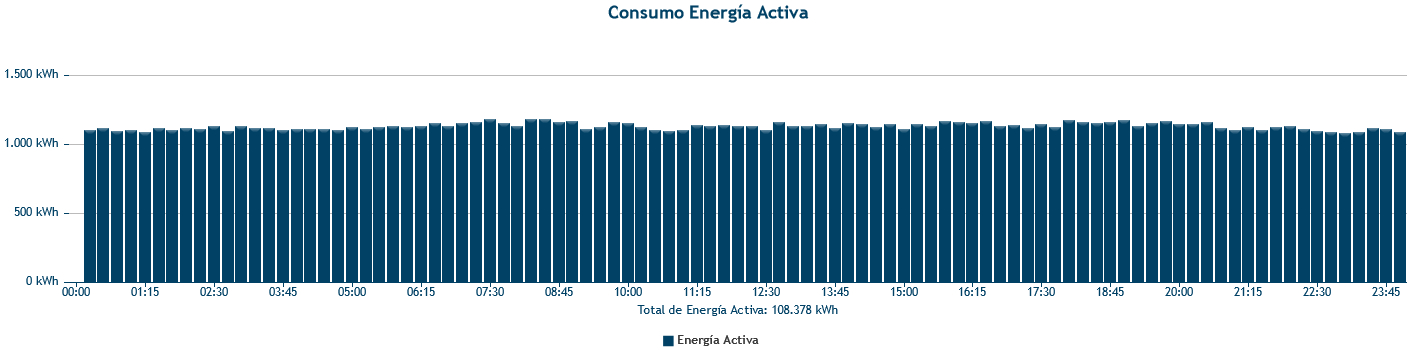 Consumo Energía Activa
1.500 kWh
1.000 kWh
500 kWh
0 kWh
00:00 01:15 02:30 03:45 05:00 06:15 07:30 08:45 10:00 11:15 12:30 13:45 15:00 16:15 17:30 18:45 20:00 21:15 22:30 23:45
Total de Energía Activa: 108.378 kWh
Energía Activa